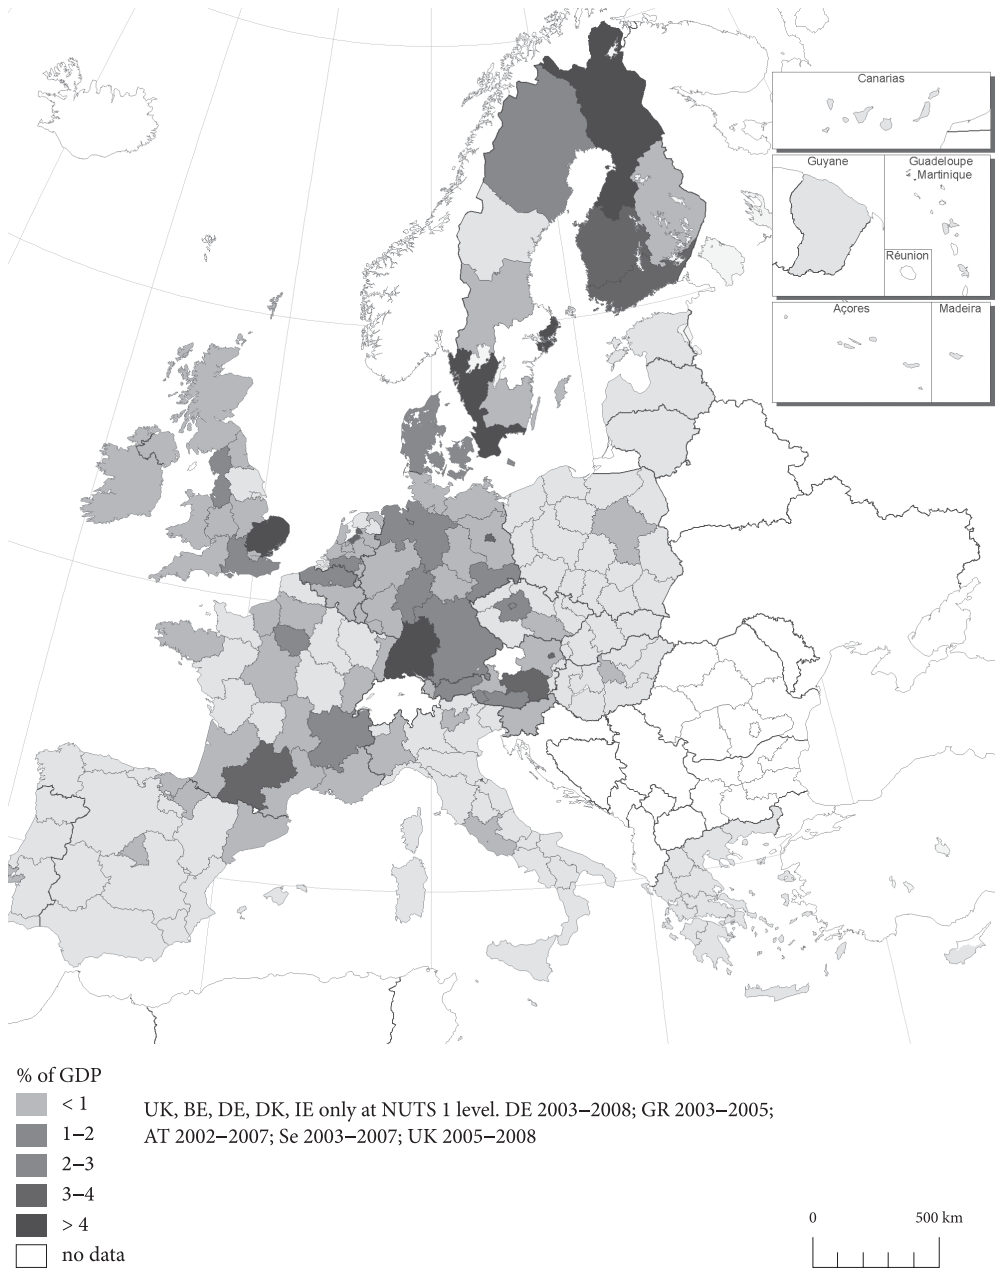 Canarias
Guyane
Guadeloupe
Martinique
Réunion
Açores
Madeira
% of GDP
< 1
1–2
2–3
3–4
> 4
no data
UK, BE, DE, DK, IE only at NUTS 1 level. DE 2003–2008; GR 2003–2005;
AT 2002–2007; Se 2003–2007; UK 2005–2008
0 500 km